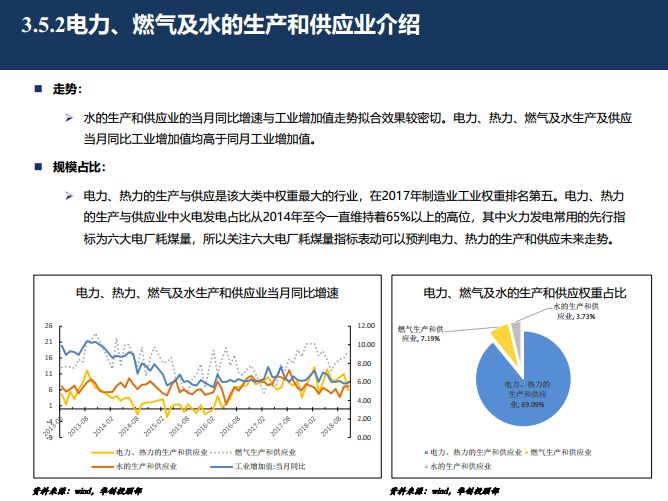 3.5.2电力、燃气及水的生产和供应业介绍
■ 走势：
➢ 水的生产和供应业的当月同比增速与工业增加值走势拟合效果较密切。电力、热力、燃气及水生产及供应
当月同比工业增加值均高于同月工业增加值。
■ 规模占比：
➢ 电力、热力的生产与供应是该大类中权重最大的行业，在2017年制造业工业权重排名第五。电力、热力
的生产与供应业中火电发电占比从2014年至今一直维持着65%以上的高位，其中火力发电常用的先行指
标为六大电厂耗煤量，所以关注六大电厂耗煤量指标表动可以预判电力、热力的生产和供应未来走势。
电力、热力、燃气及水生产和供应业当月同比增速
26
21
16
11
6
1
-4
-9
12.00
10.00
8.00
6.00
4.00
2.00
0.00
2013-02
2013-08
2014-02
2014-08
2015-02
2015-08
2016-02
2016-08
2017-02
2017-08
2018-02
2018-08
电力、热力的生产和供应业
燃气生产和供应业
水的生产和供应业
工业增加值:当月同比
资料来源：wind，华创投顾部
电力、燃气及水的生产和供应权重占比
水的生产和供
应业, 3.73%
燃气生产和供
应业, 7.19%
电力、热力的
生产和供应
业, 89.09%
电力、热力的生产和供应业
燃气生产和供应业
水的生产和供应业
资料来源：wind，华创投顾部